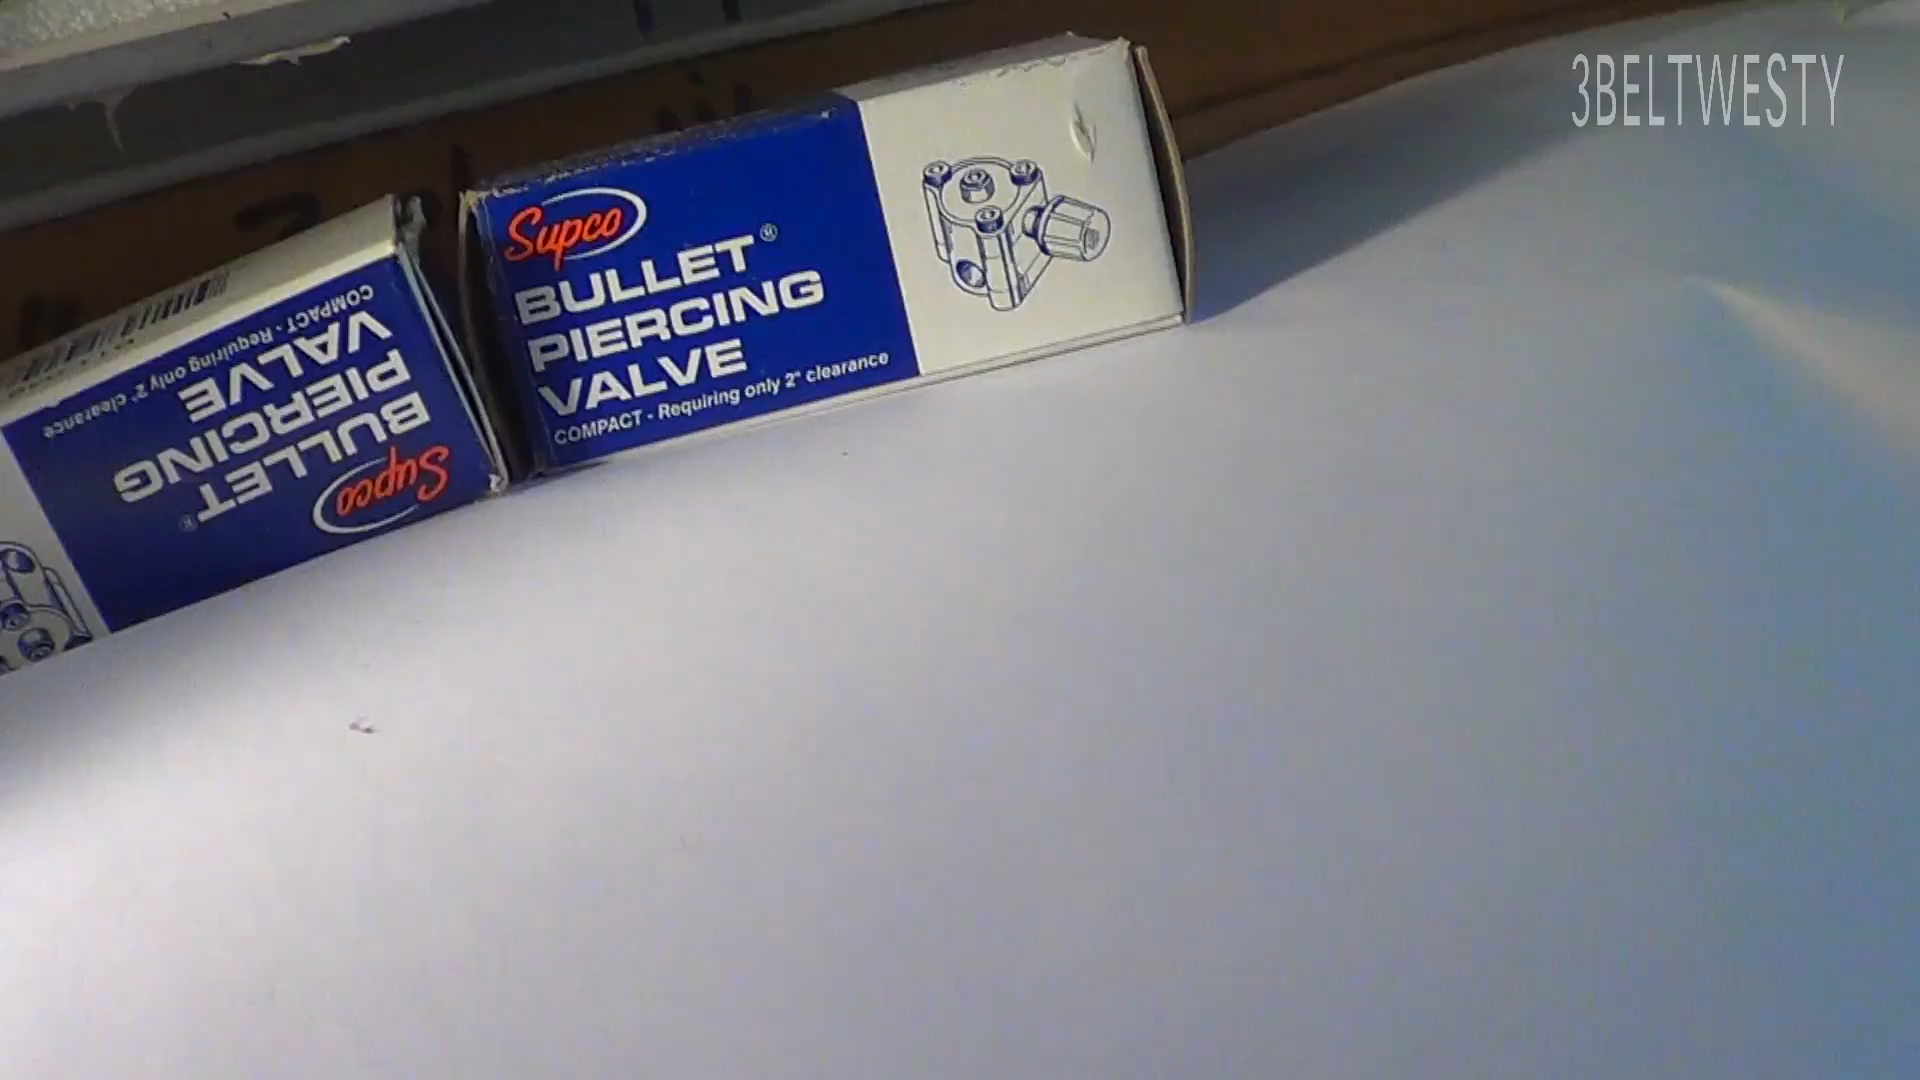 3BELTWESTY
Supco
BULLET®
PIERCING
VALVE
COMPACT - Requiring only 2" clearance
Supco
BULLET®
PIERCING
VALVE
COMPACT - Requiring only 2" clearance